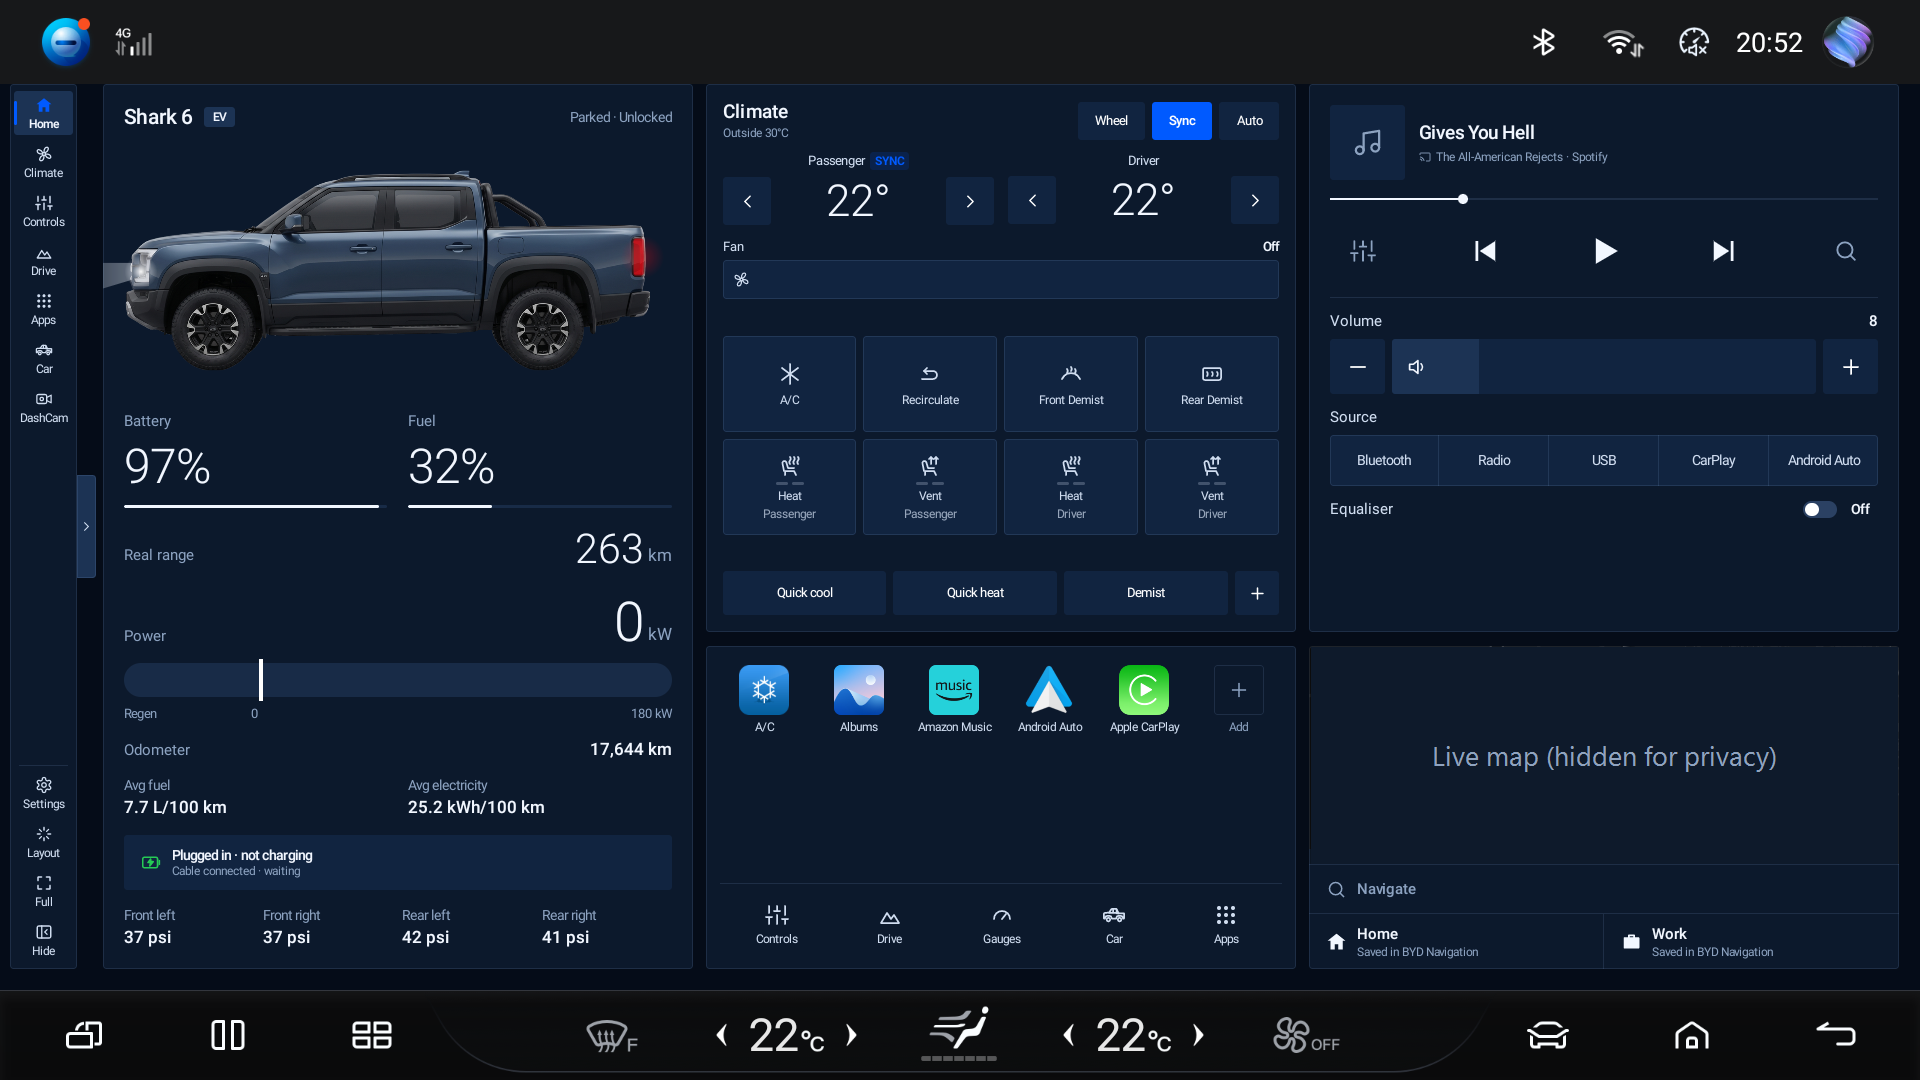 4G
20:52
Home
Climate
Controls
Drive
Apps
Car
DashCam
Settings
Layout
Full
Hide
Shark 6 EV
Parked · Unlocked
Battery
97%
Fuel
32%
Real range
263 km
Power
0 kW
Regen
0
180 kW
Odometer
17,644 km
Avg fuel
7.7 L/100 km
Avg electricity
25.2 kWh/100 km
Plugged in · not charging
Cable connected · waiting
Front left
37 psi
Front right
37 psi
Rear left
42 psi
Rear right
41 psi
Climate
Outside 30°C
Wheel
Sync
Auto
Passenger SYNC
22°
Driver
22°
Fan
Off
A/C
Recirculate
Front Demist
Rear Demist
Heat
Passenger
Vent
Passenger
Heat
Driver
Vent
Driver
Quick cool
Quick heat
Demist
A/C
Albums
music
Amazon Music
Android Auto
Apple CarPlay
Add
Controls
Drive
Gauges
Car
Apps
Gives You Hell
The All-American Rejects · Spotify
Volume
8
Source
Bluetooth
Radio
USB
CarPlay
Android Auto
Equaliser
Off
Live map (hidden for privacy)
Navigate
Home
Saved in BYD Navigation
Work
Saved in BYD Navigation
F
22°C
22°C
OFF